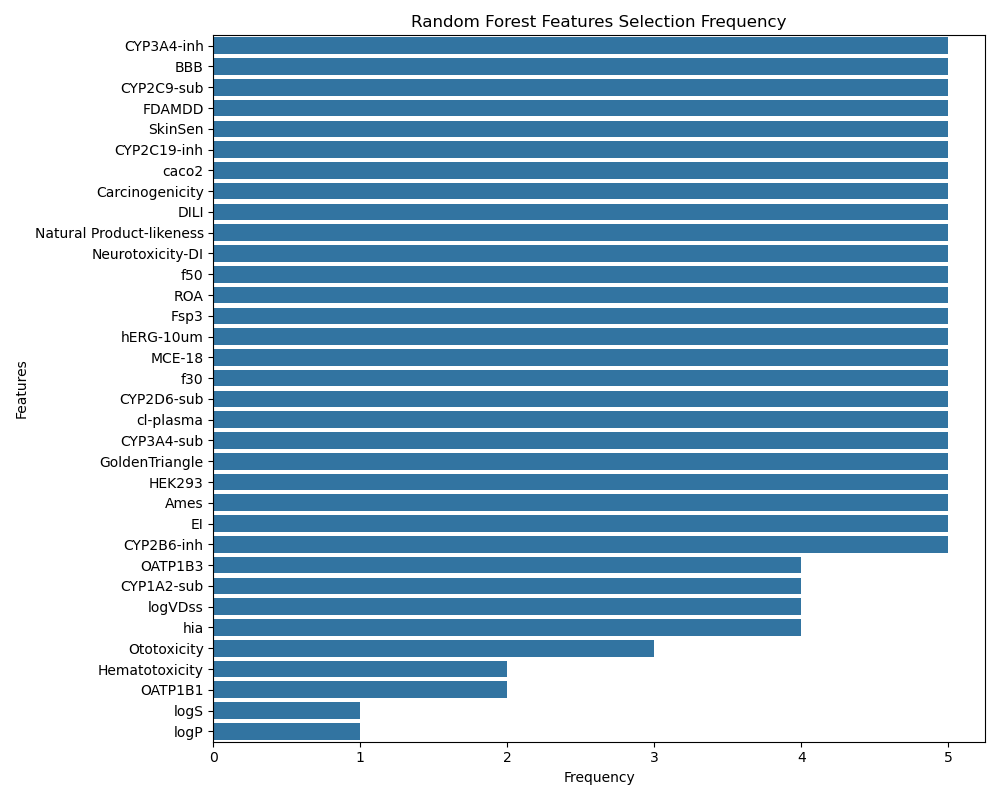 Random Forest Features Selection Frequency
CYP3A4-inh
BBB
CYP2C9-sub
FDAMDD
SkinSen
CYP2C19-inh
caco2
Carcinogenicity
DILI
Natural Product-likeness
Neurotoxicity-DI
f50
ROA
Fsp3
hERG-10um
MCE-18
f30
CYP2D6-sub
cl-plasma
CYP3A4-sub
GoldenTriangle
HEK293
Ames
EI
CYP2B6-inh
OATP1B3
CYP1A2-sub
logVDss
hia
Ototoxicity
Hematotoxicity
OATP1B1
logS
logP
Features
0 1 2 3 4 5
Frequency